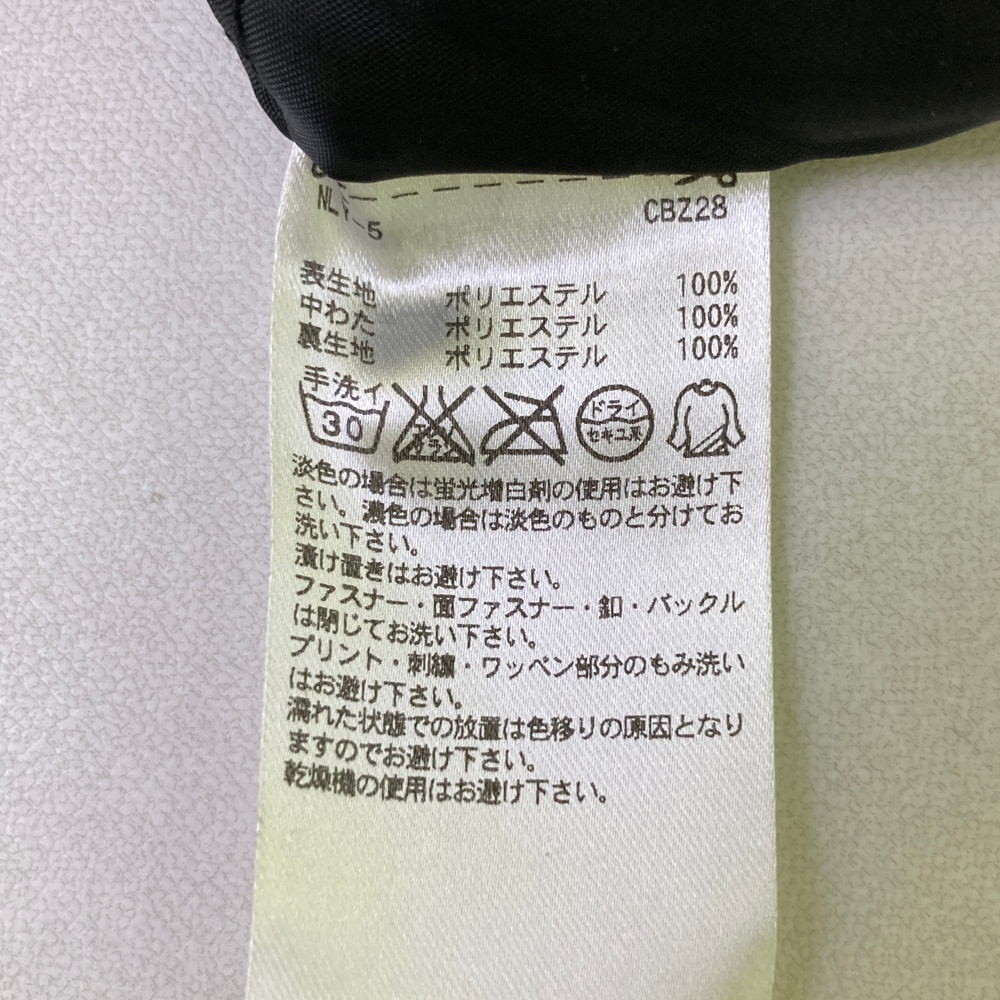 CBZ28
表生地 ポリエステル 100%
中わた ポリエステル 100%
裏生地 ポリエステル 100%
手洗イ
30 エンソサラシ ドライ
セキユ系
淡色の場合は蛍光増白剤の使用はお避け下
さい。濃色の場合は淡色のものと分けてお
洗い下さい。
漬け置きはお避け下さい。
ファスナー・面ファスナー・釦・バックル
は閉じてお洗い下さい。
プリント・刺繍・ワッペン部分のもみ洗い
はお避け下さい。
濡れた状態での放置は色移りの原因となり
ますのでお避け下さい。
乾燥機の使用はお避け下さい。